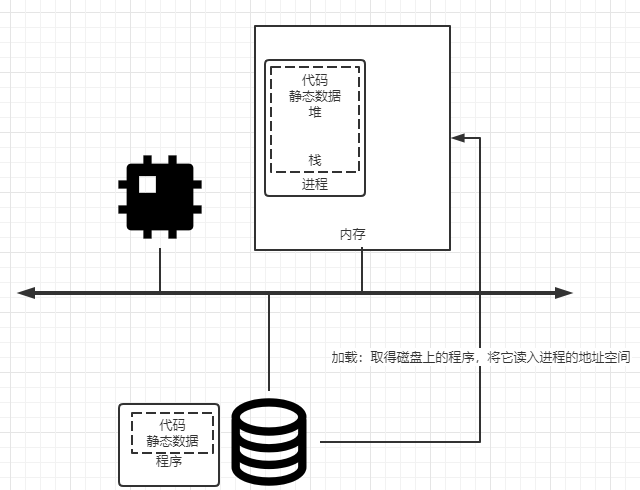 代码
静态数据
堆
栈
进程
内存
加载：取得磁盘上的程序，将它读入进程的地址空间
代码
静态数据
程序